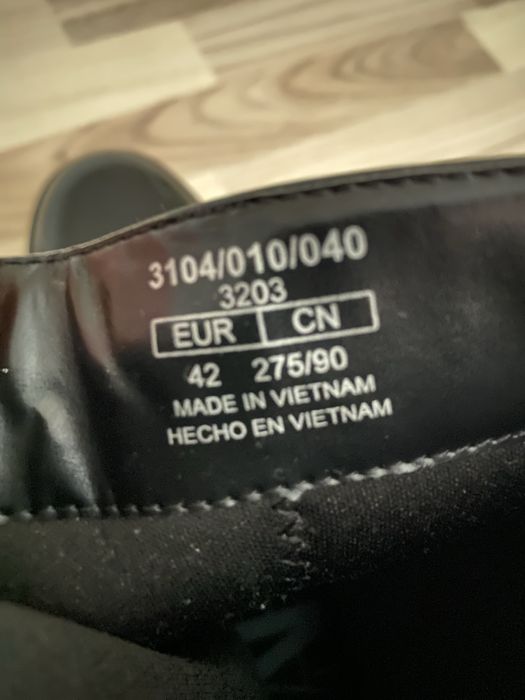 3104/010/040
3203
EUR CN
42 275/90
MADE IN VIETNAM
HECHO EN VIETNAM